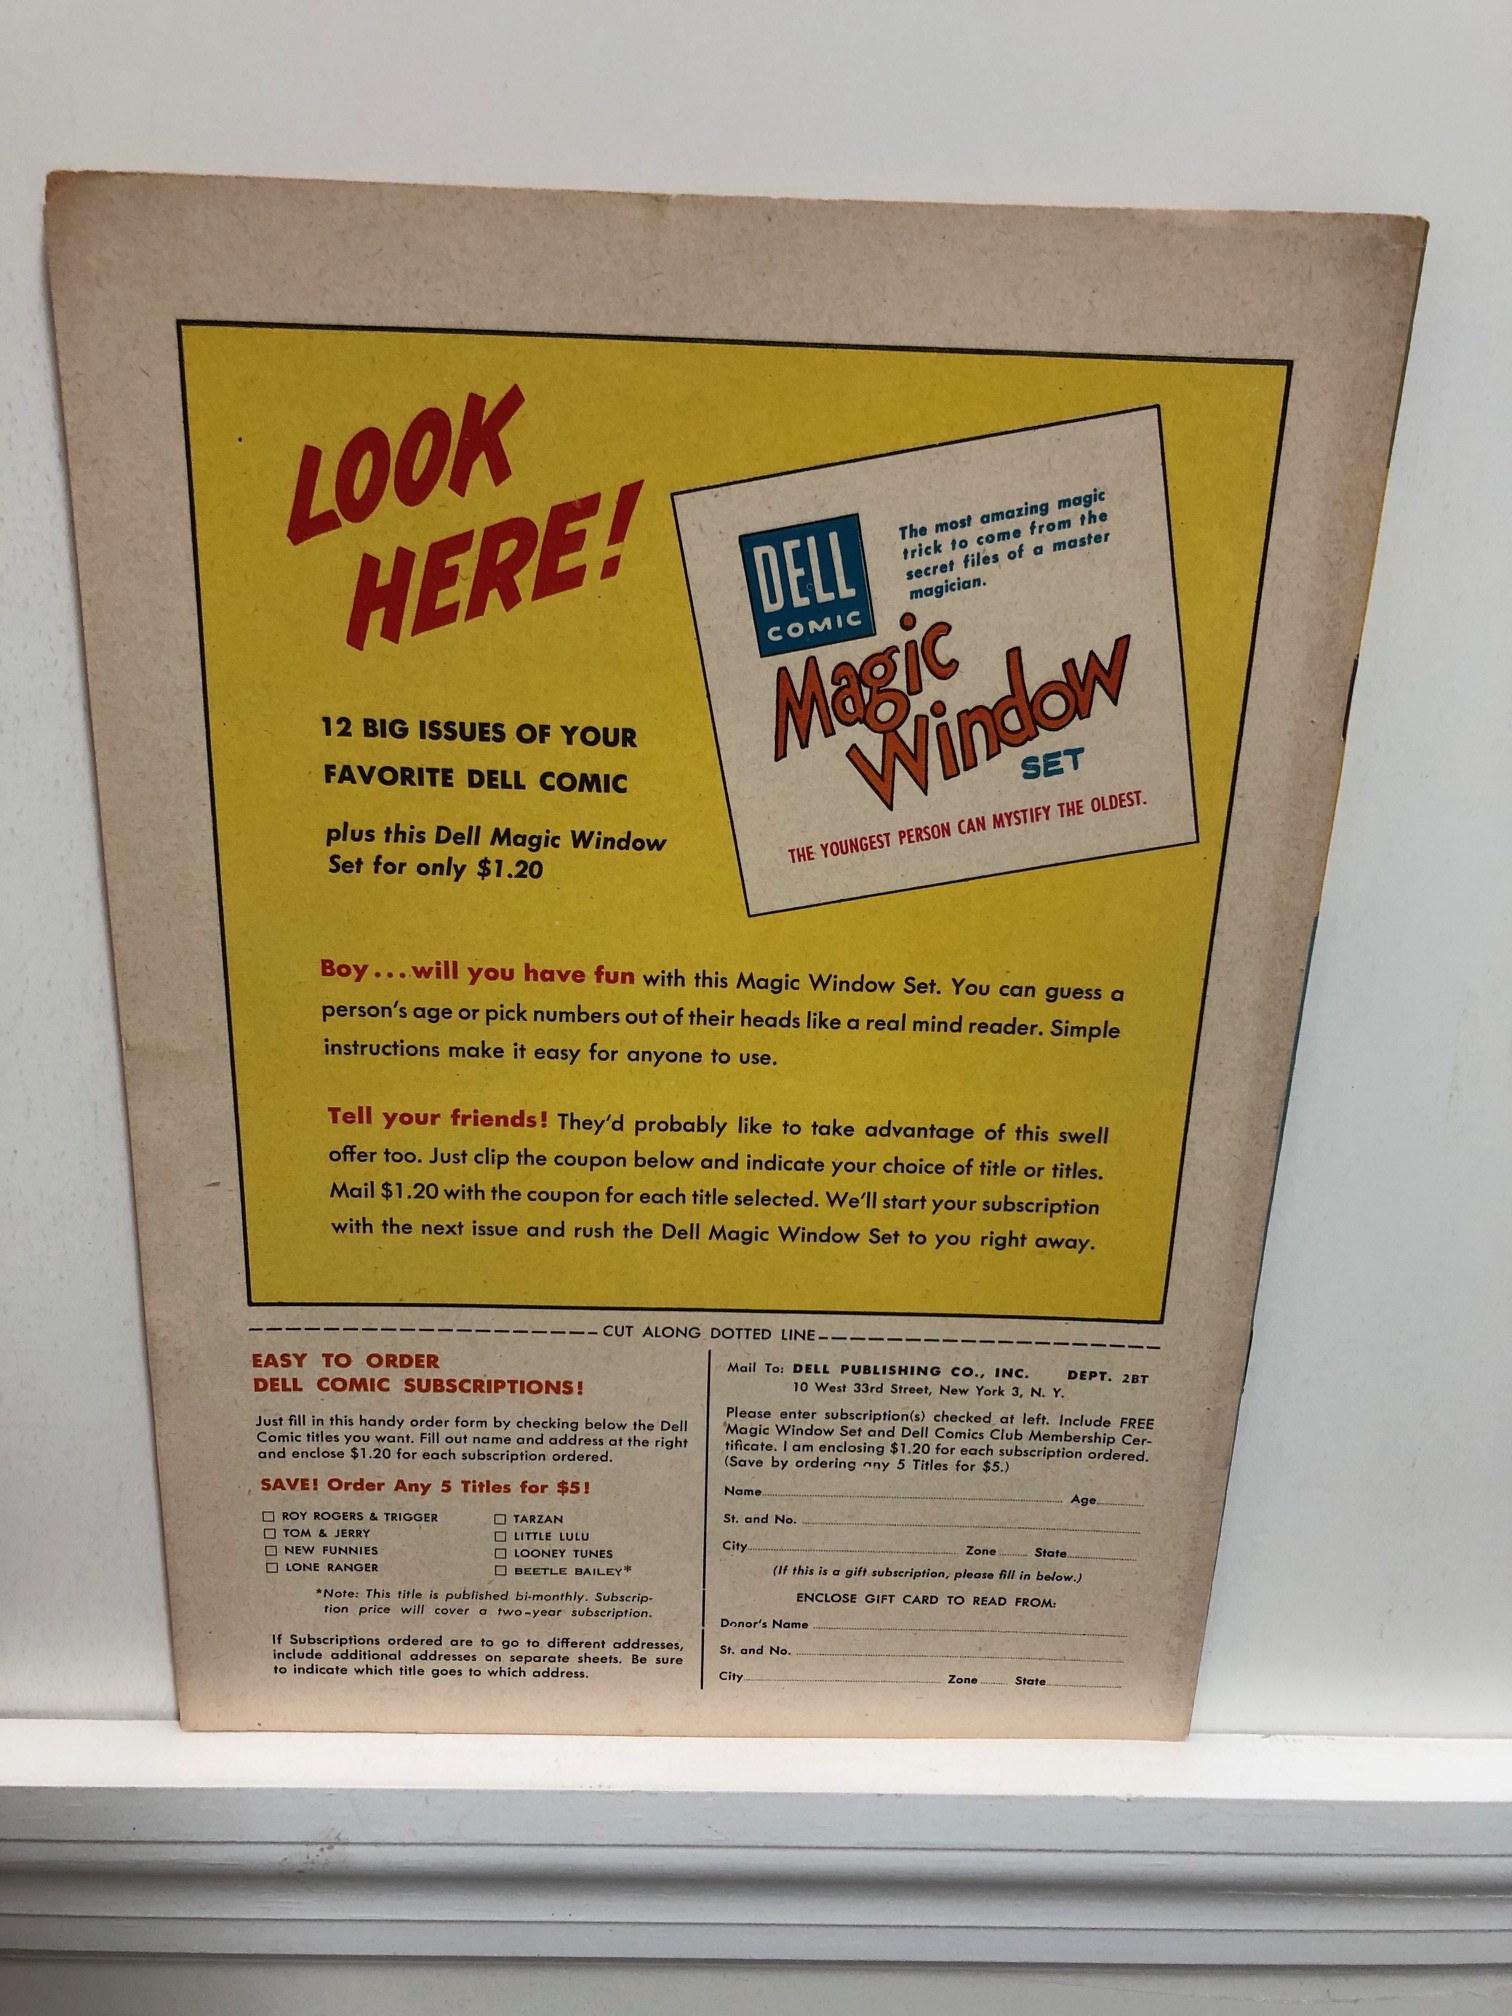 LOOK
HERE!
DELL
COMIC
The most amazing magic
trick to come from the
secret files of a master
magician.
Magic
Window
SET
THE YOUNGEST PERSON CAN MYSTIFY THE OLDEST.
12 BIG ISSUES OF YOUR
FAVORITE DELL COMIC
plus this Dell Magic Window
Set for only $1.20
Boy...will you have fun with this Magic Window Set. You can guess a
person's age or pick numbers out of their heads like a real mind reader. Simple
instructions make it easy for anyone to use.
Tell your friends! They'd probably like to take advantage of this swell
offer too. Just clip the coupon below and indicate your choice of title or titles.
Mail $1.20 with the coupon for each title selected. We'll start your subscription
with the next issue and rush the Dell Magic Window Set to you right away.
CUT ALONG DOTTED LINE
EASY TO ORDER
DELL COMIC SUBSCRIPTIONS!
Just fill in this handy order form by checking below the Dell
Comic titles you want. Fill out name and address at the right
and enclose $1.20 for each subscription ordered.
SAVE! Order Any 5 Titles for $5!
ROY ROGERS & TRIGGER
TOM & JERRY
NEW FUNNIES
LONE RANGER
TARZAN
LITTLE LULU
LOONEY TUNES
BEETLE BAILEY*
*Note: This title is published bi-monthly. Subscrip-
tion price will cover a two-year subscription.
If Subscriptions ordered are to go to different addresses,
include additional addresses on separate sheets. Be sure
to indicate which title goes to which address.
Mail To: DELL PUBLISHING CO., INC. DEPT. 2BT
10 West 33rd Street, New York 3, N. Y.
Please enter subscription(s) checked at left. Include FREE
Magic Window Set and Dell Comics Club Membership Cer-
tificate. I am enclosing $1.20 for each subscription ordered.
(Save by ordering any 5 Titles for $5.)
Name Age
St. and No.
City Zone State
(If this is a gift subscription, please fill in below.)
ENCLOSE GIFT CARD TO READ FROM:
Donor's Name
St. and No.
City Zone State